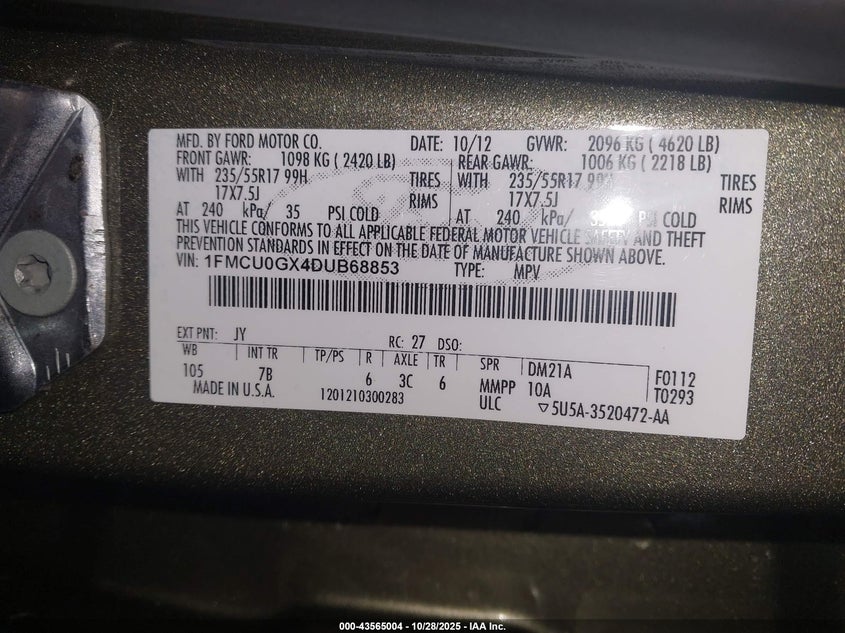 MFD. BY FORD MOTOR CO. DATE: 10/12 GVWR: 2096 KG ( 4620 LB)
FRONT GAWR: 1098 KG ( 2420 LB) REAR GAWR: 1006 KG ( 2218 LB)
WITH 235/55R17 99H TIRES WITH 235/55R17 99H TIRES
17X7.5J RIMS 17X7.5J RIMS
AT 240 kPa/ 35 PSI COLD AT 240 kPa/ PSI COLD
THIS VEHICLE CONFORMS TO ALL APPLICABLE FEDERAL MOTOR VEHICLE SAFETY AND THEFT
PREVENTION STANDARDS IN EFFECT ON THE DATE OF MANUFACTURE SHOWN ABOVE.
VIN: 1FMCU0GX4DUB68853 TYPE: MPV
EXT PNT: JY RC: 27 DSO:
WB INT TR TP/PS R AXLE TR SPR DM21A F0112
105 7B 6 3C 6 MMPP 10A T0293
MADE IN U.S.A. 1201210300283 ULC ▽5U5A-3520472-AA
000-43565004 - 10/28/2025 - IAA Inc.